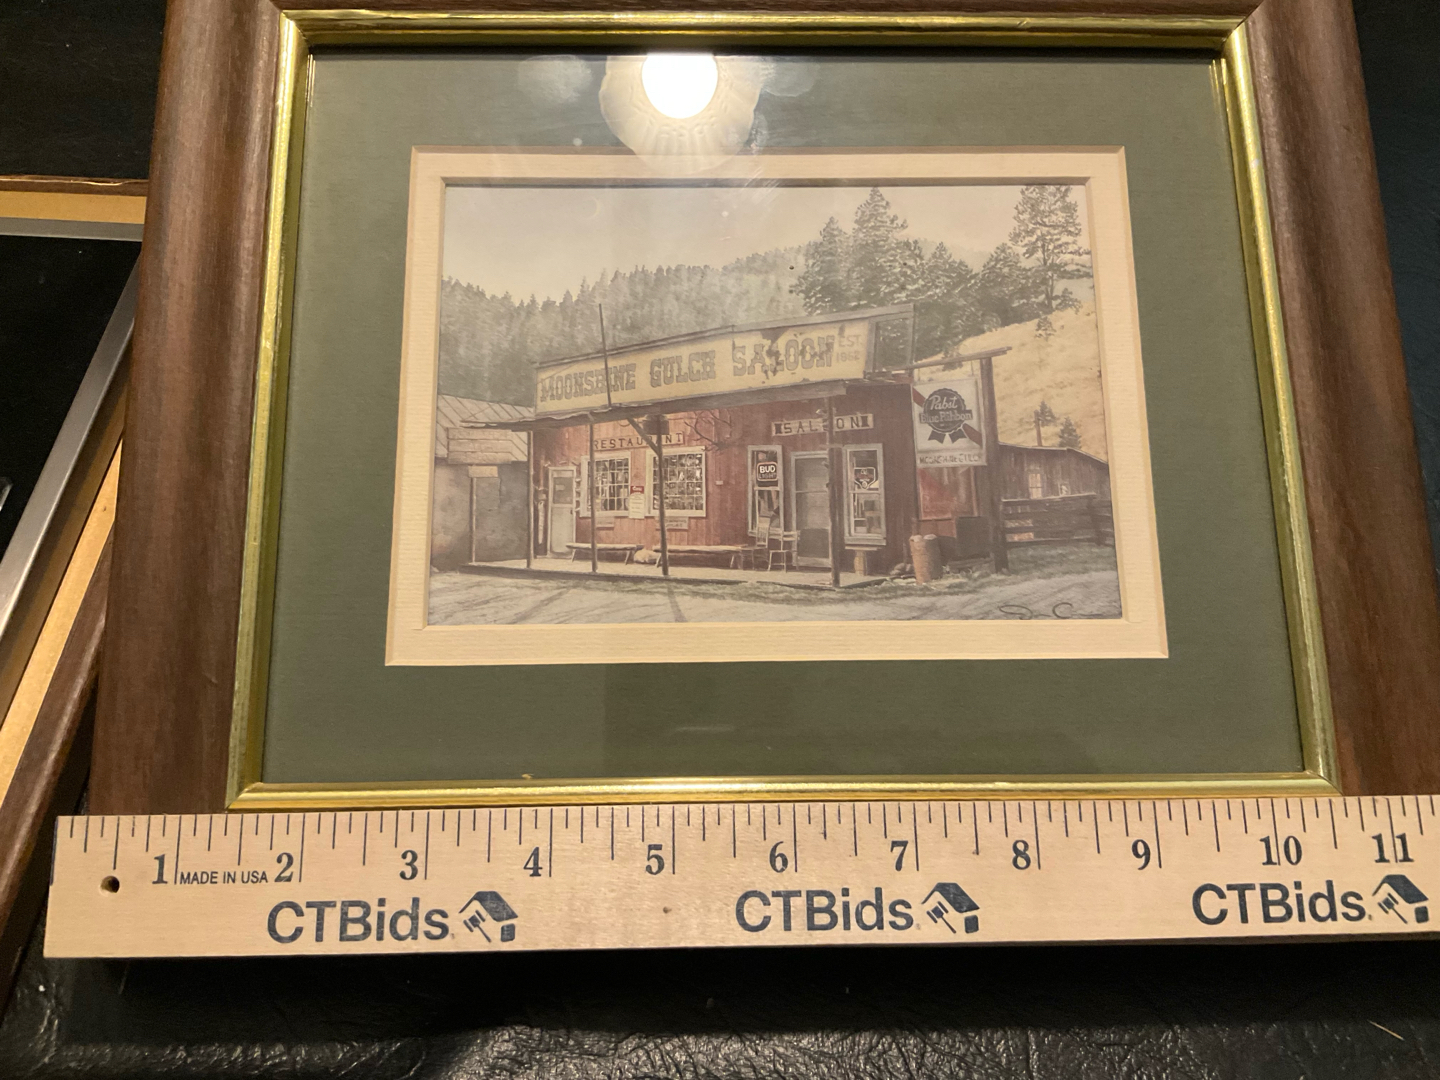 MOONSHINE GULCH SALOON EST.
1862
RESTAURANT
SALOON
Pabst
Blue Ribbon
BUD
1 2 3 4 5 6 7 8 9 10 11
MADE IN USA
CTBids. CTBids. CTBids.